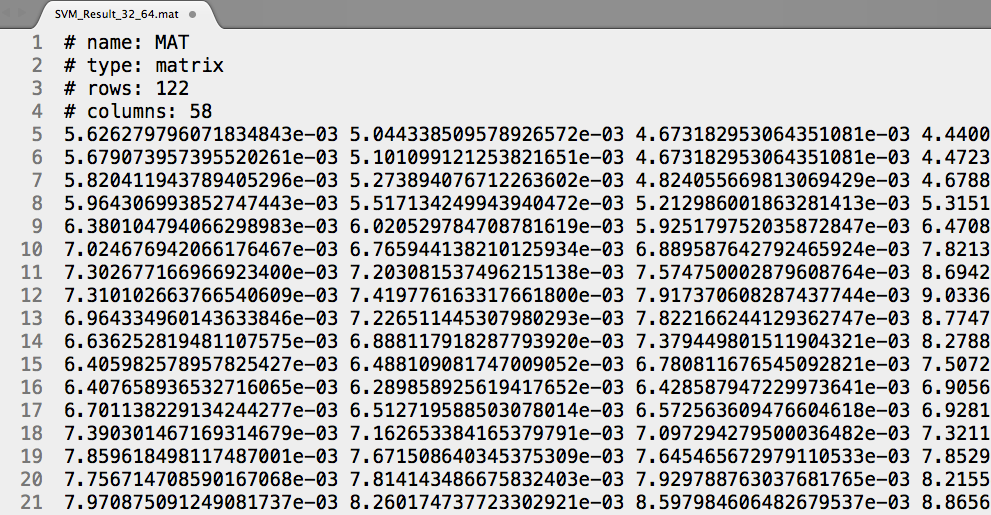 SVM_Result_32_64.mat
1 # name: MAT
2 # type: matrix
3 # rows: 122
4 # columns: 58
5 5.626279796071834843e-03 5.044338509578926572e-03 4.673182953064351081e-03 4.4400
6 5.679073957395520261e-03 5.101099121253821651e-03 4.673182953064351081e-03 4.4723
7 5.820411943789405296e-03 5.273894076712263602e-03 4.824055669813069429e-03 4.6788
8 5.964306993852747443e-03 5.517134249943940472e-03 5.212986001863281413e-03 5.3151
9 6.380104794066298983e-03 6.020529784708781619e-03 5.925179752035872847e-03 6.4708
10 7.024676942066176467e-03 6.765944138210125934e-03 6.889587642792465924e-03 7.8213
11 7.302677166966923400e-03 7.203081537496215138e-03 7.574750002879608764e-03 8.6942
12 7.310102663766540609e-03 7.419776163317661800e-03 7.917370608287437744e-03 9.0336
13 6.964334960143633846e-03 7.226511445307980293e-03 7.822166244129362747e-03 8.7747
14 6.636252819481107575e-03 6.888117918287793920e-03 7.379449801511904321e-03 8.2788
15 6.405982578957825427e-03 6.488109081747009052e-03 6.780811676545092821e-03 7.5072
16 6.407658936532716065e-03 6.289858925619417652e-03 6.428587947229973641e-03 6.9056
17 6.701138229134244277e-03 6.512719588503078014e-03 6.572563609476604618e-03 6.9281
18 7.390301467169314679e-03 7.162653384165379791e-03 7.097294279500036482e-03 7.3211
19 7.859618498117487001e-03 7.671508640345375309e-03 7.645465672979110533e-03 7.8529
20 7.756714708590167068e-03 7.814143486675832403e-03 7.929788763037681765e-03 8.2155
21 7.970875091249081737e-03 8.260174737723302921e-03 8.597984606482679537e-03 8.8656